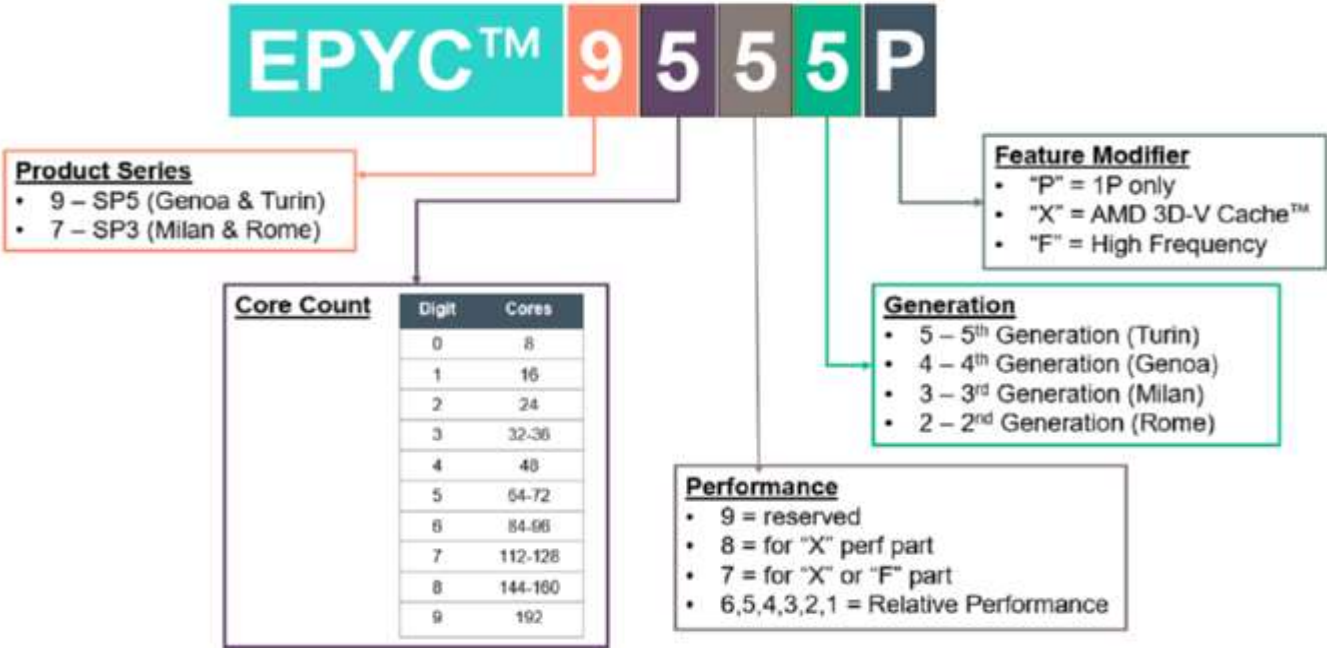 EPYC™ 9 5 5 5 P
Product Series
• 9 – SP5 (Genoa & Turin)
• 7 – SP3 (Milan & Rome)
Feature Modifier
• "P" = 1P only
• "X" = AMD 3D-V Cache™
• "F" = High Frequency
Core Count
Digit Cores
0 8
1 16
2 24
3 32-36
4 48
5 64-72
6 84-96
7 112-128
8 144-160
9 192
Generation
• 5 – 5th Generation (Turin)
• 4 – 4th Generation (Genoa)
• 3 – 3rd Generation (Milan)
• 2 – 2nd Generation (Rome)
Performance
• 9 = reserved
• 8 = for "X" perf part
• 7 = for "X" or "F" part
• 6,5,4,3,2,1 = Relative Performance